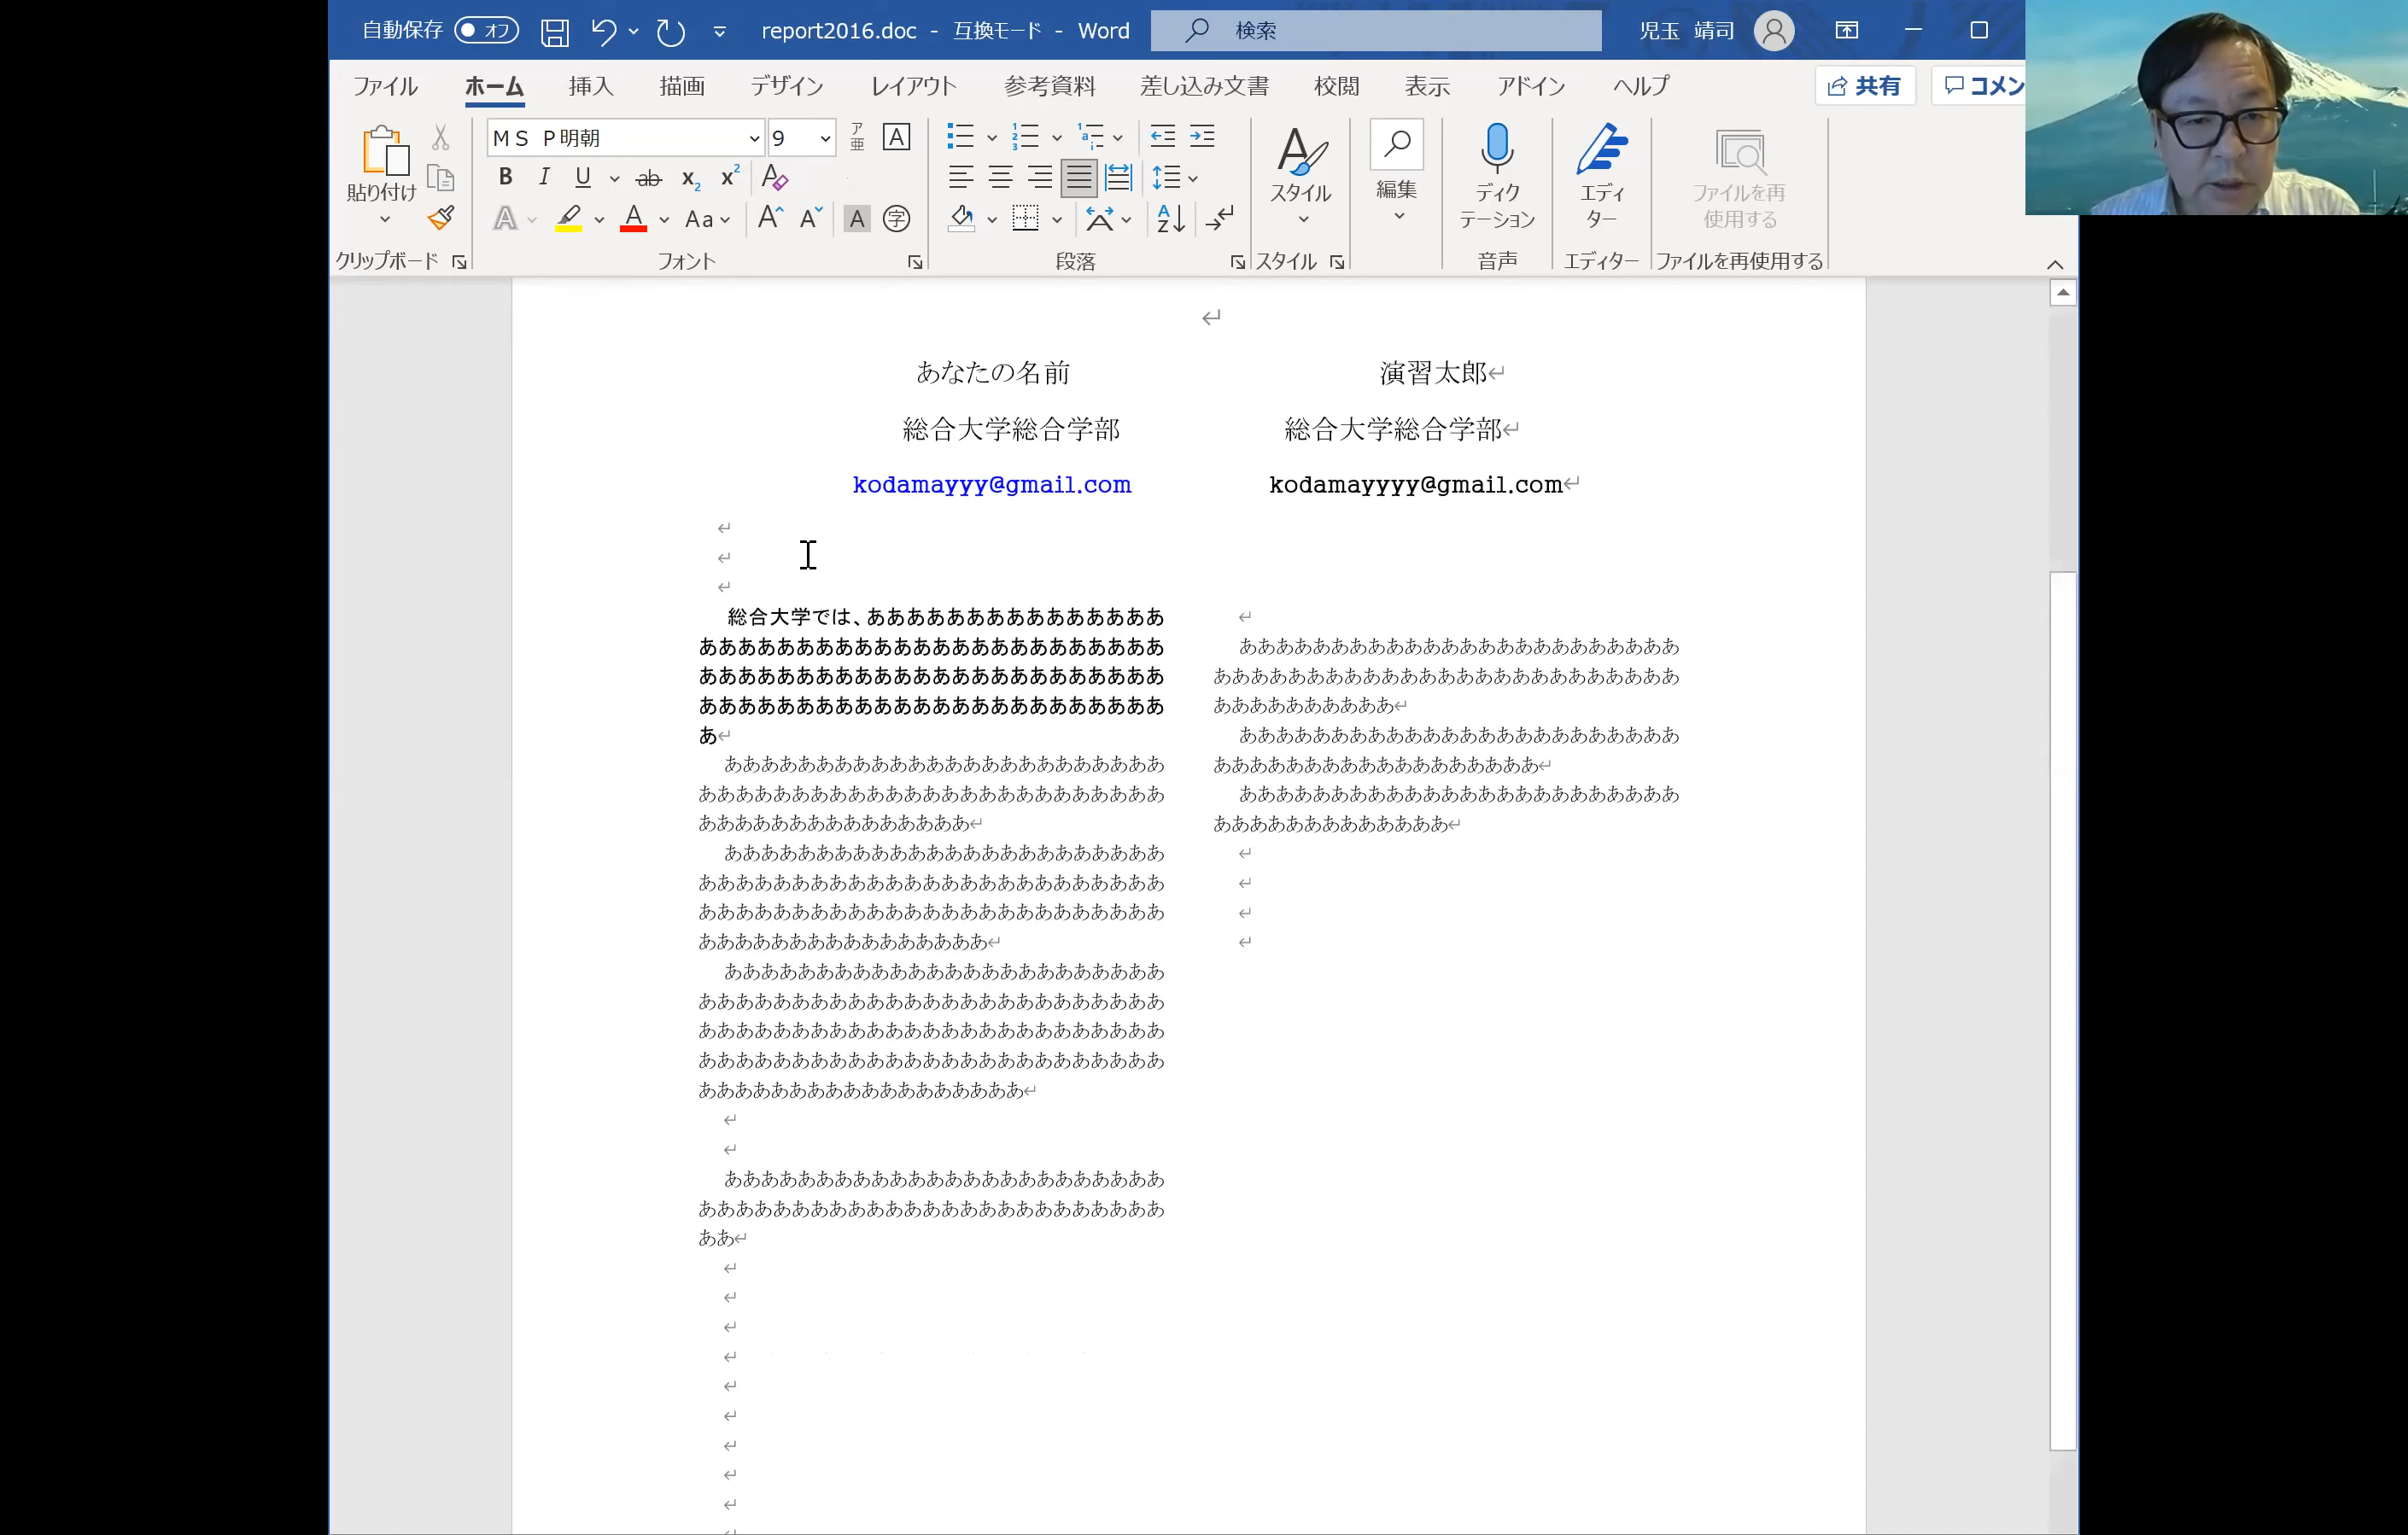 自動保存 オフ report2016.doc - 互換モード - Word 検索 児玉 靖司
ファイル ホーム 挿入 描画 デザイン レイアウト 参考資料 差し込み文書 校閲 表示 アドイン ヘルプ 共有 コメン
MS P明朝 9
貼り付け
スタイル
編集
ディク
テーション
エディ
ター
ファイルを再
使用する
クリップボード フォント 段落 スタイル 音声 エディター ファイルを再使用する
あなたの名前 演習太郎
総合大学総合学部 総合大学総合学部
kodamayyy@gmail.com kodamayyyy@gmail.com
総合大学では、あああああああああああああああ
ああああああああああああああああああああああああ
ああああああああああああああああああああああああ
ああああああああああああああああああああああああ
あ
ああああああああああああああああああああああああ
あああああああああああああああああああああああああ
あああああああああああああああ
ああああああああああああああああああああああああ
あああああああああああああああああああああああああ
あああああああああああああああああああああああああ
ああああああああああああああああ
ああああああああああああああああああああああああ
あああああああああああああああああああああああああ
あああああああああああああああああああああああああ
あああああああああああああああああああああああああ
ああああああああああああああああああ
ああああああああああああああああああああああああ
あああああああああああああああああああああああああ
ああ
ああああああああああああああああああああああああ
あああああああああああああああああああああああああ
ああああああああああ
ああああああああああああああああああああああああ
ああああああああああああああああああ
ああああああああああああああああああああああああ
あああああああああああああ